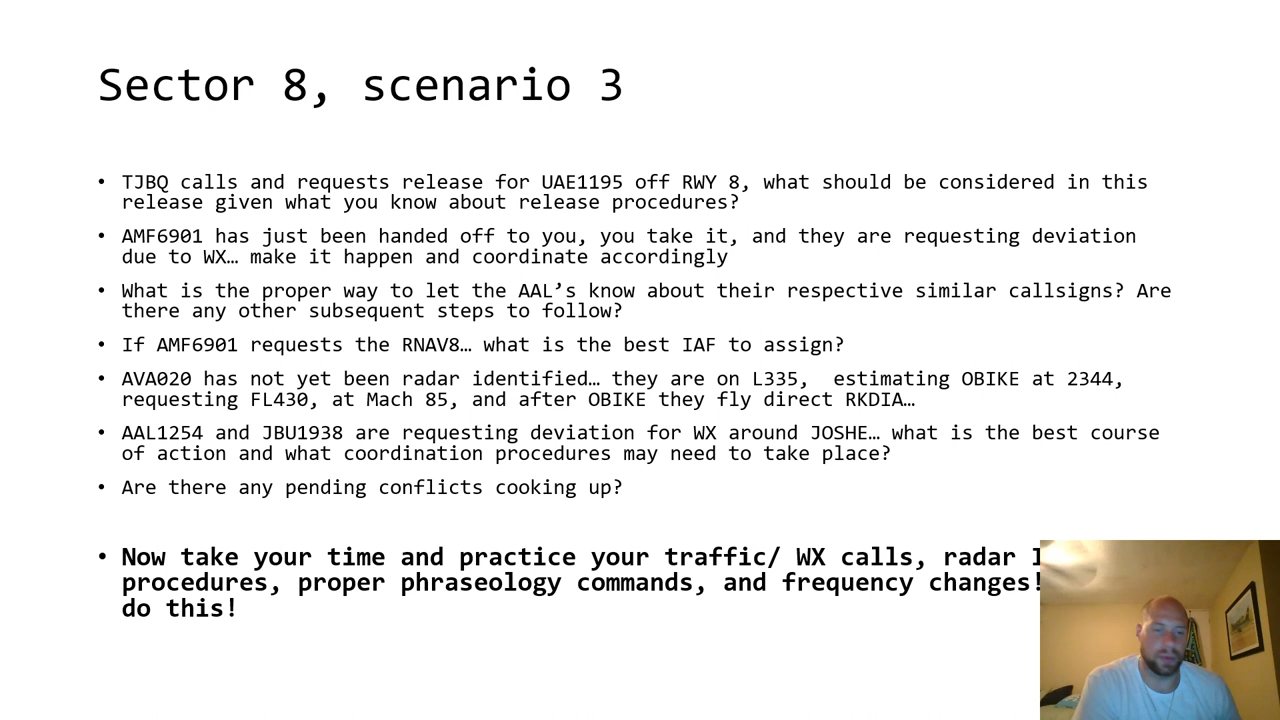 Sector 8, scenario 3
• TJBQ calls and requests release for UAE1195 off RWY 8, what should be considered in this
release given what you know about release procedures?
• AMF6901 has just been handed off to you, you take it, and they are requesting deviation
due to WX… make it happen and coordinate accordingly
• What is the proper way to let the AAL’s know about their respective similar callsigns? Are
there any other subsequent steps to follow?
• If AMF6901 requests the RNAV8… what is the best IAF to assign?
• AVA020 has not yet been radar identified… they are on L335,  estimating OBIKE at 2344,
requesting FL430, at Mach 85, and after OBIKE they fly direct RKDIA…
• AAL1254 and JBU1938 are requesting deviation for WX around JOSHE… what is the best course
of action and what coordination procedures may need to take place?
• Are there any pending conflicts cooking up?
• Now take your time and practice your traffic/ WX calls, radar
procedures, proper phraseology commands, and frequency changes!
do this!